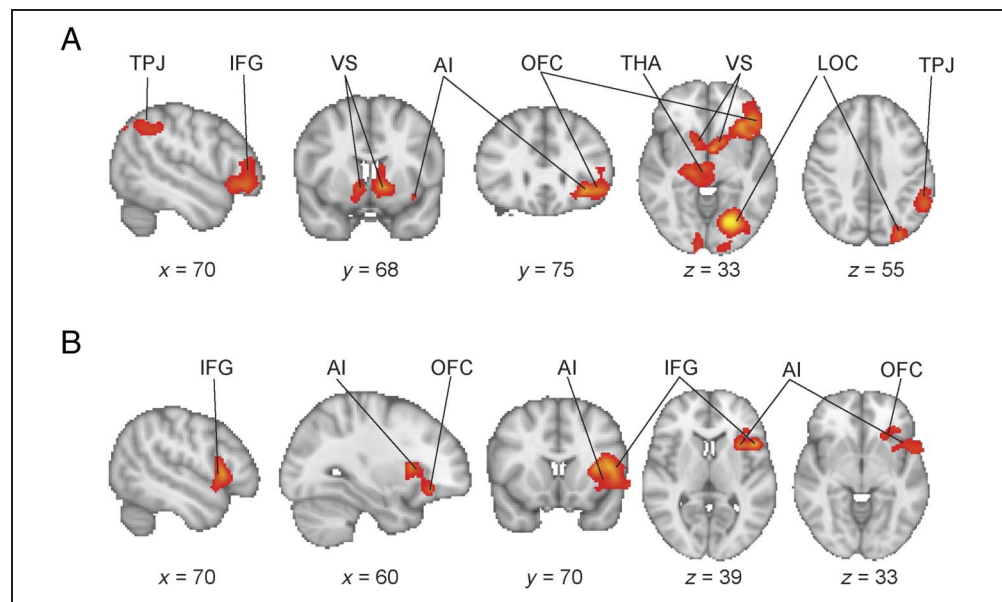 A
TPJ IFG VS AI OFC THA VS LOC TPJ
x = 70 y = 68 y = 75 z = 33 z = 55
B
IFG AI OFC AI IFG AI OFC
x = 70 x = 60 y = 70 z = 39 z = 33